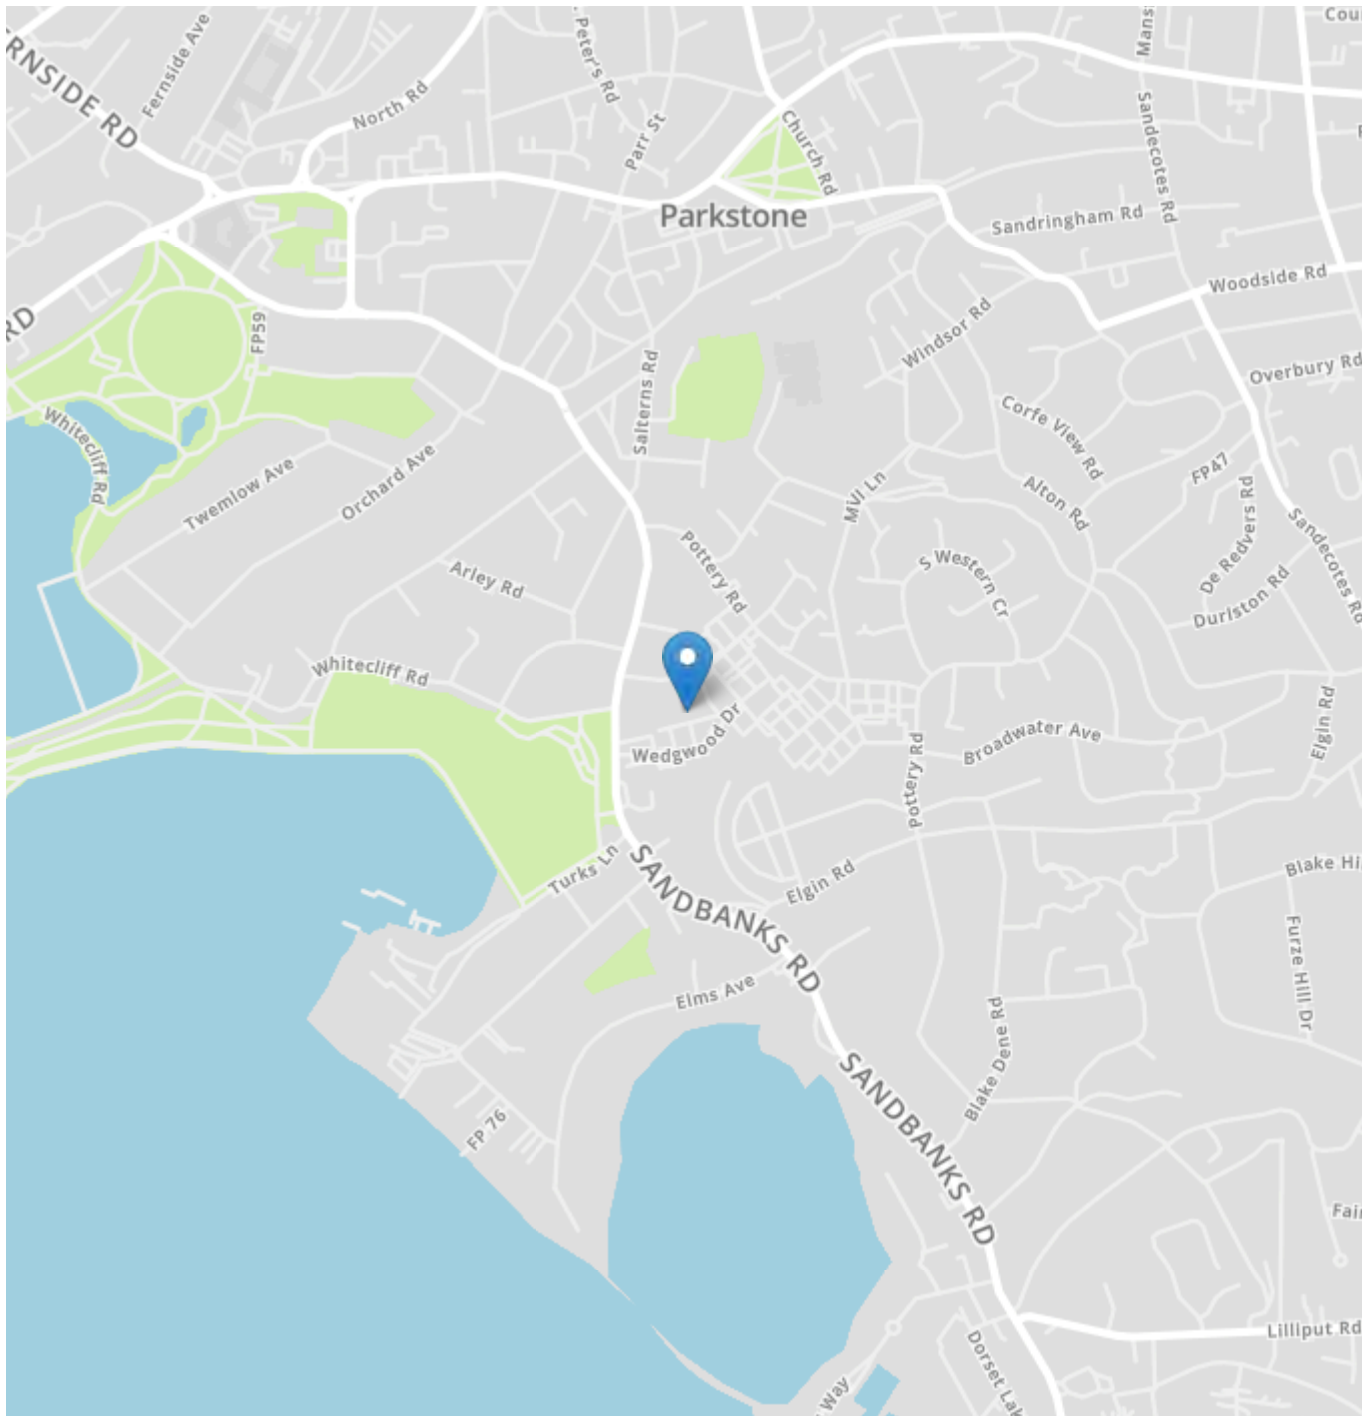 Cou
Mans
Fernside Ave
Peter's Rd
RNSIDE RD
North Rd
Parr St
Church Rd
Sandecotes Rd
Parkstone
Sandringham Rd
Woodside Rd
RD
FP59
Windsor Rd
Overbury Rd
Salterns Rd
Whitecliff Rd
Corfe View Rd
Twemlow Ave
Orchard Ave
Mill Ln
FP47
Alton Rd
De Redvers Rd
Sandecotes Rd
Pottery Rd
S Western Cr
Arley Rd
Durlston Rd
Whitecliff Rd
Elgin Rd
Wedgwood Dr
Broadwater Ave
Pottery Rd
Turks Ln
SANDBANKS RD
Elgin Rd
Blake Hi
Furze Hill Dr
Elms Ave
Blake Dene Rd
SANDBANKS RD
FP 76
Fair
Lilliput Rd
Dorset Lak
Way